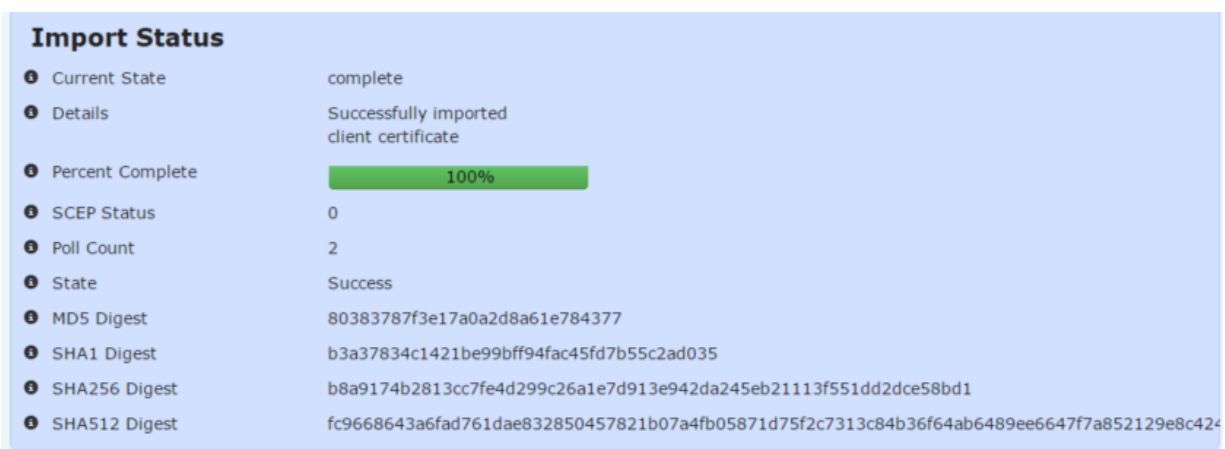 Import Status
Current State complete
Details Successfully imported
client certificate
Percent Complete 100%
SCEP Status 0
Poll Count 2
State Success
MD5 Digest 80383787f3e17a0a2d8a61e784377
SHA1 Digest b3a37834c1421be99bff94fac45fd7b55c2ad035
SHA256 Digest b8a9174b2813cc7fe4d299c26a1e7d913e942da245eb21113f551dd2dce58bd1
SHA512 Digest fc9668643a6fad761dae832850457821b07a4fb05871d75f2c7313c84b36f64ab6489ee6647f7a852129e8c424